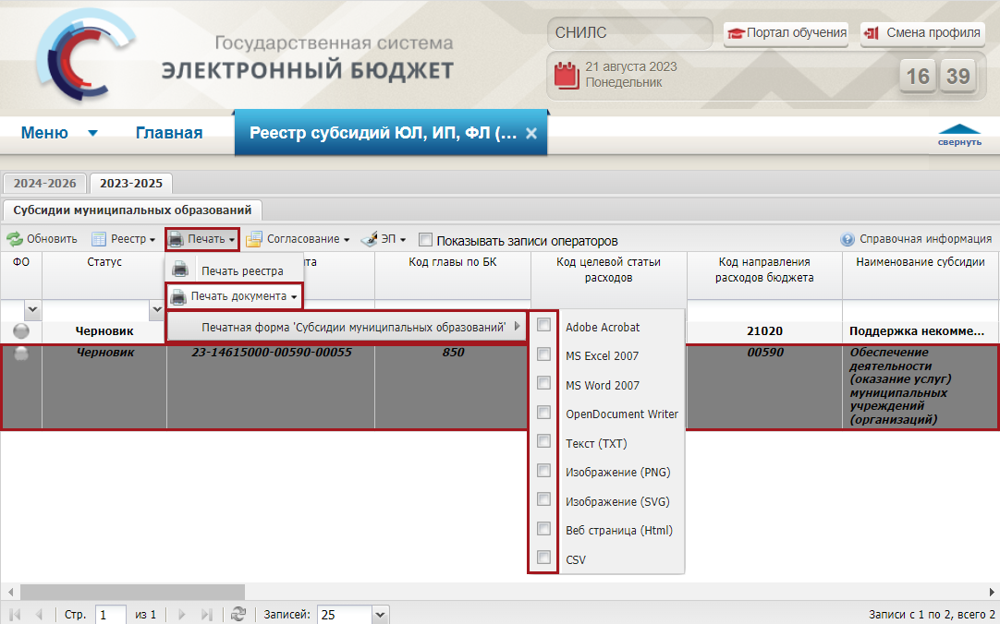 Государственная система
ЭЛЕКТРОННЫЙ БЮДЖЕТ
СНИЛС
Портал обучения
Смена профиля
21 августа 2023
Понедельник
16 39
Меню
Главная
Реестр субсидий ЮЛ, ИП, ФЛ (...
свернуть
2024-2026
2023-2025
Субсидии муниципальных образований
Обновить
Реестр
Печать
Согласование
ЭП
Показывать записи операторов
Справочная информация
ФО
Статус
Код главы по БК
Код целевой статьи
расходов
Код направления
расходов бюджета
Наименование субсидии
Печать реестра
Печать документа
Печатная форма 'Субсидии муниципальных образований'
Adobe Acrobat
MS Excel 2007
MS Word 2007
OpenDocument Writer
Текст (TXT)
Изображение (PNG)
Изображение (SVG)
Веб страница (Html)
CSV
Черновик
21020
Поддержка некомме...
Черновик
23-14615000-00590-00055
850
00590
Обеспечение
деятельности
(оказание услуг)
муниципальных
учреждений
(организаций)
Стр.
1
из 1
Записей:
25
Записи с 1 по 2, всего 2